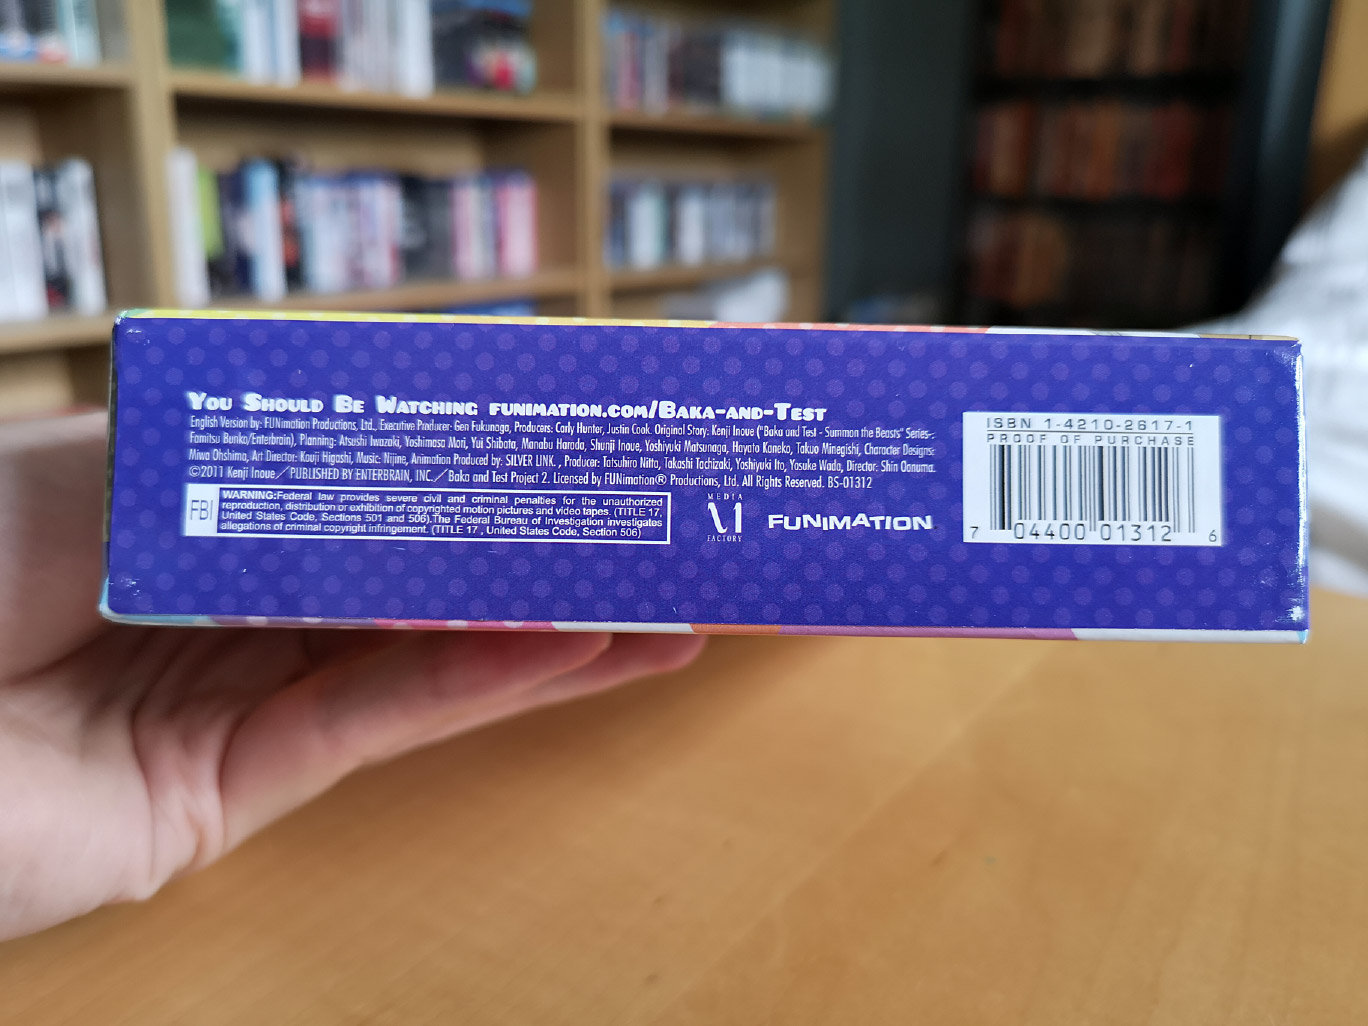 You Should Be Watching funimation.com/Baka-and-Test
English Version by: FUNimation Productions, Ltd., Executive Producer: Gen Fukunaga, Producers: Carly Hunter, Justin Cook. Original Story: Kenji Inoue ("Baka and Test - Summon the Beasts" Series-:
Famitsu Bunko/Enterbrain), Planning: Atsushi Iwazaki, Yoshimasa Mori, Yui Shibata, Manabu Harada, Shunji Inoue, Yoshiyuki Matsunaga, Hayato Kaneko, Takuo Minegishi, Character Designs:
Miwa Ohshima, Art Director: Kouji Higashi, Music: Nijine, Animation Produced by: SILVER LINK. , Producer: Tatsuhiro Nitta, Takashi Tachizaki, Yoshiyuki Ito, Yosuke Wada, Director: Shin Oonuma.
©2011 Kenji Inoue／PUBLISHED BY ENTERBRAIN, INC.／Baka and Test Project 2. Licensed by FUNimation® Productions, Ltd. All Rights Reserved. BS-01312
FBI
WARNING:Federal law provides severe civil and criminal penalties for the unauthorized
reproduction, distribution or exhibition of copyrighted motion pictures and video tapes. (TITLE 17,
United States Code, Sections 501 and 506).The Federal Bureau of Investigation investigates
allegations of criminal copyright infringement. (TITLE 17 , United States Code, Section 506)
MEDIA
FACTORY
FUNIMATION
ISBN 1-4210-2617-1
PROOF OF PURCHASE
7 04400 01312 6